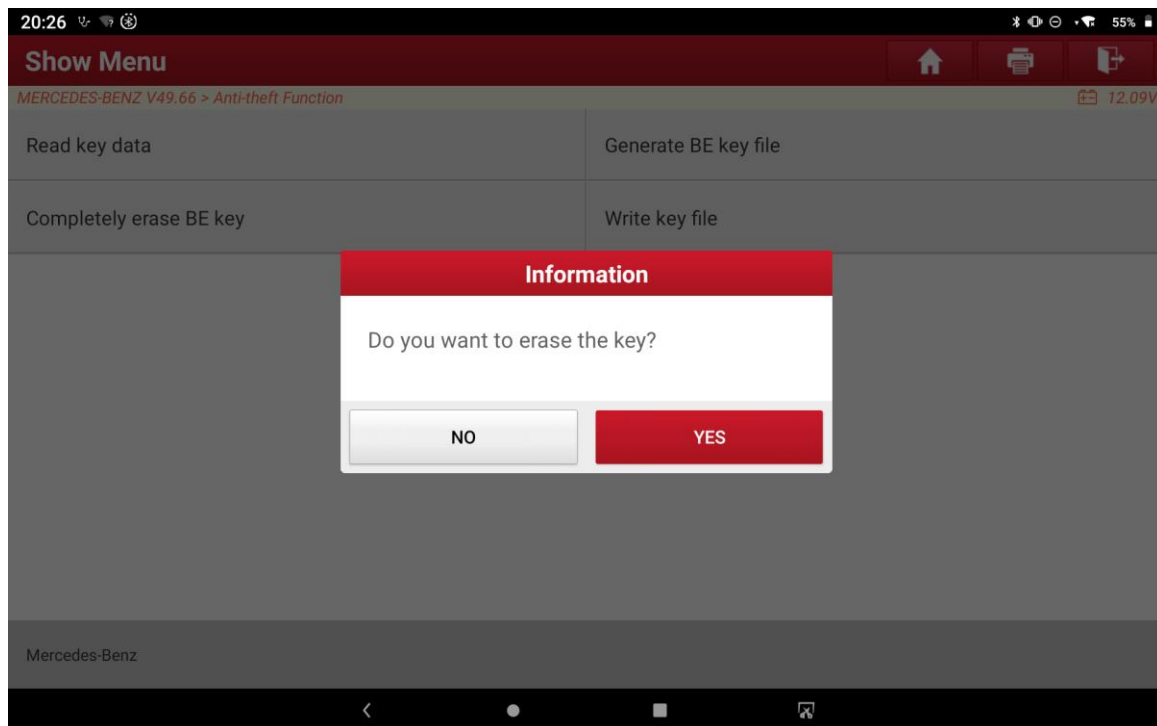 20:26
55%
Show Menu
MERCEDES-BENZ V49.66 > Anti-theft Function
12.09V
Read key data
Generate BE key file
Completely erase BE key
Write key file
Information
Do you want to erase the key?
NO
YES
Mercedes-Benz